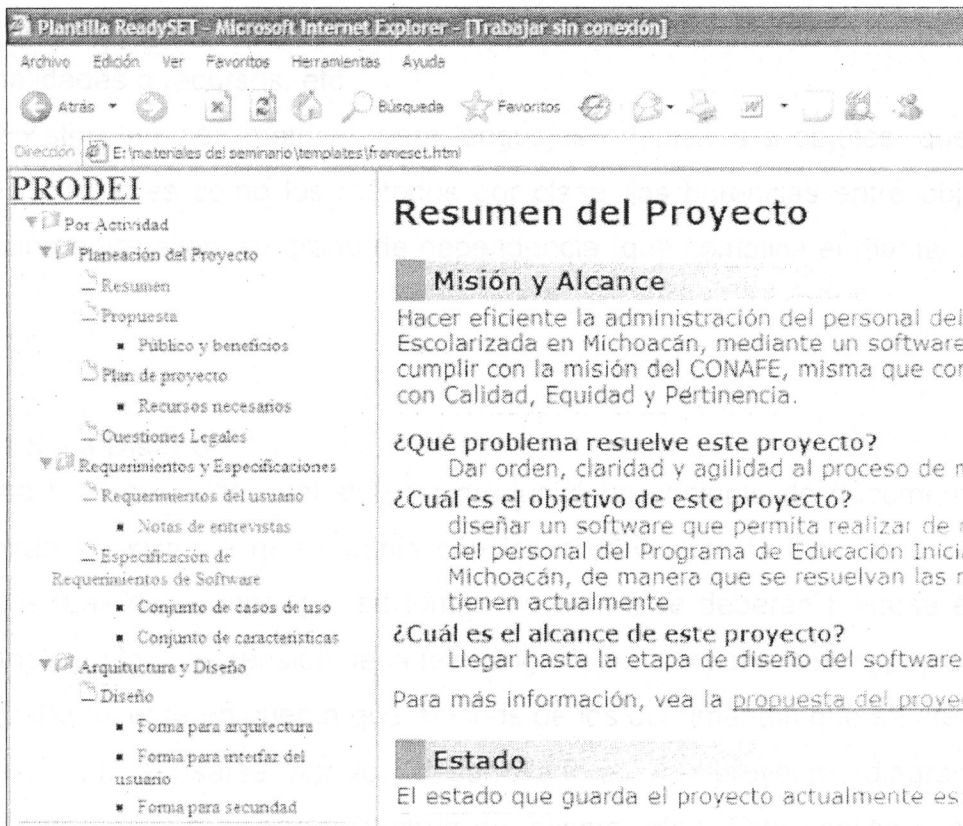 Plantilla ReadySET - Microsoft Internet Explorer - [Trabajar sin conexión]
Archivo Edición Ver Favoritos Herramientas Ayuda
Atrás Búsqueda Favoritos
Dirección E:\materiales del seminario\templates\frameset.html
PRODEI
Por Actividad
Planeación del Proyecto
Resumen
Propuesta
Público y beneficios
Plan de proyecto
Recursos necesarios
Cuestiones Legales
Requerimientos y Especificaciones
Requerimientos del usuario
Notas de entrevistas
Especificación de
Requerimientos de Software
Conjunto de casos de uso
Conjunto de características
Arquituctura y Diseño
Diseño
Forma para arquitectura
Forma para interfaz del
usuario
Forma para secundad
Resumen del Proyecto
Misión y Alcance
Hacer eficiente la administración del personal del
Escolarizada en Michoacán, mediante un software
cumplir con la misión del CONAFE, misma que con
con Calidad, Equidad y Pertinencia.
¿Qué problema resuelve este proyecto?
Dar orden, claridad y agilidad al proceso de
¿Cuál es el objetivo de este proyecto?
diseñar un software que permita realizar de
del personal del Programa de Educación Inicia
Michoacán, de manera que se resuelvan las
tienen actualmente
¿Cuál es el alcance de este proyecto?
Llegar hasta la etapa de diseño del software
Para más información, vea la propuesta del proye
Estado
El estado que guarda el proyecto actualmente es